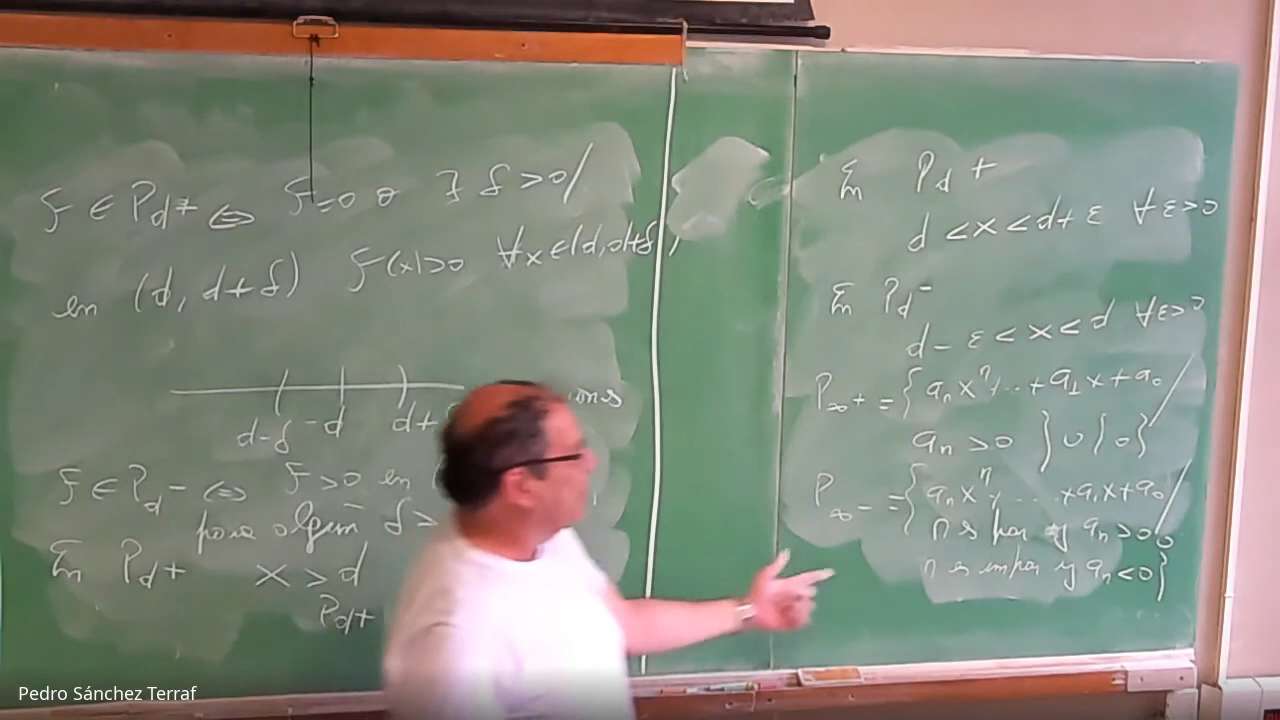 f ∈ P_d+ ⇔ f=0 o ∃ δ>0/
en (d, d+δ) f(x)>0 ∀x∈(d,d+δ)
d-δ d d+
f ∈ P_d- ⇔ f>0 en (
para algún δ>
En P_d+ x>d
P_d+
En P_d+
d<x<d+ε ∀ε>0
En P_d-
d-ε<x<d ∀ε>0
P_∞+ = {a_n x^n+...+a_1x+a_0/
a_n>0} ∪ {0}
P_∞- = {a_n x^n+...+a_1x+a_0/
n es par y a_n>0 o
n es impar y a_n<0}
Pedro Sánchez Terraf